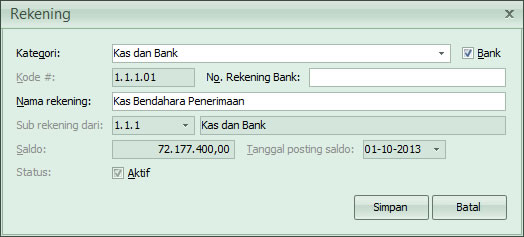 Rekening
Kategori: Kas dan Bank Bank
Kode #: 1.1.1.01 No. Rekening Bank:
Nama rekening: Kas Bendahara Penerimaan
Sub rekening dari: 1.1.1 Kas dan Bank
Saldo: 72.177.400,00 Tanggal posting saldo: 01-10-2013
Status: Aktif
Simpan Batal